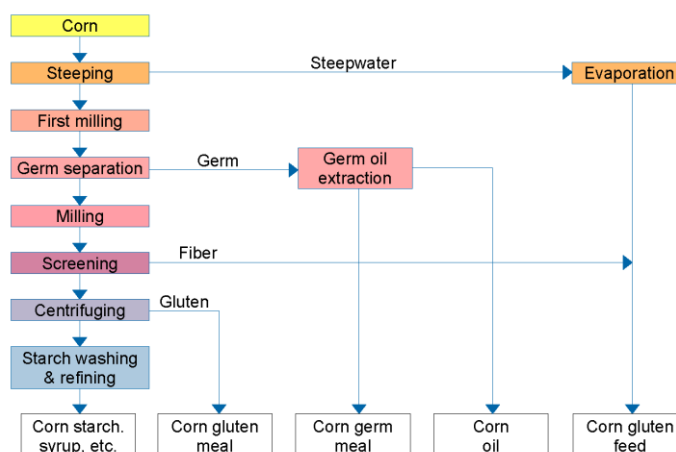 Corn
Steepwater
Steeping
Evaporation
First milling
Germ separation
Germ
Germ oil
extraction
Milling
Fiber
Screening
Gluten
Centrifuging
Starch washing
& refining
Corn starch.
syrup, etc.
Corn gluten
meal
Corn germ
meal
Corn
oil
Corn gluten
feed